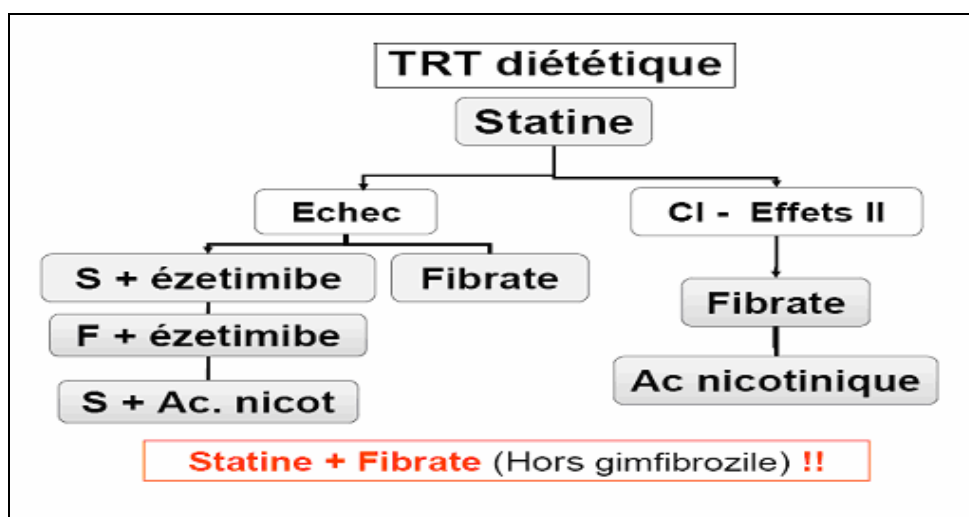 TRT diététique
Statine
Echec
CI - Effets II
S + ézetimibe
Fibrate
Fibrate
F + ézetimibe
Ac nicotinique
S + Ac. nicot
Statine + Fibrate (Hors gimfibrozile) !!